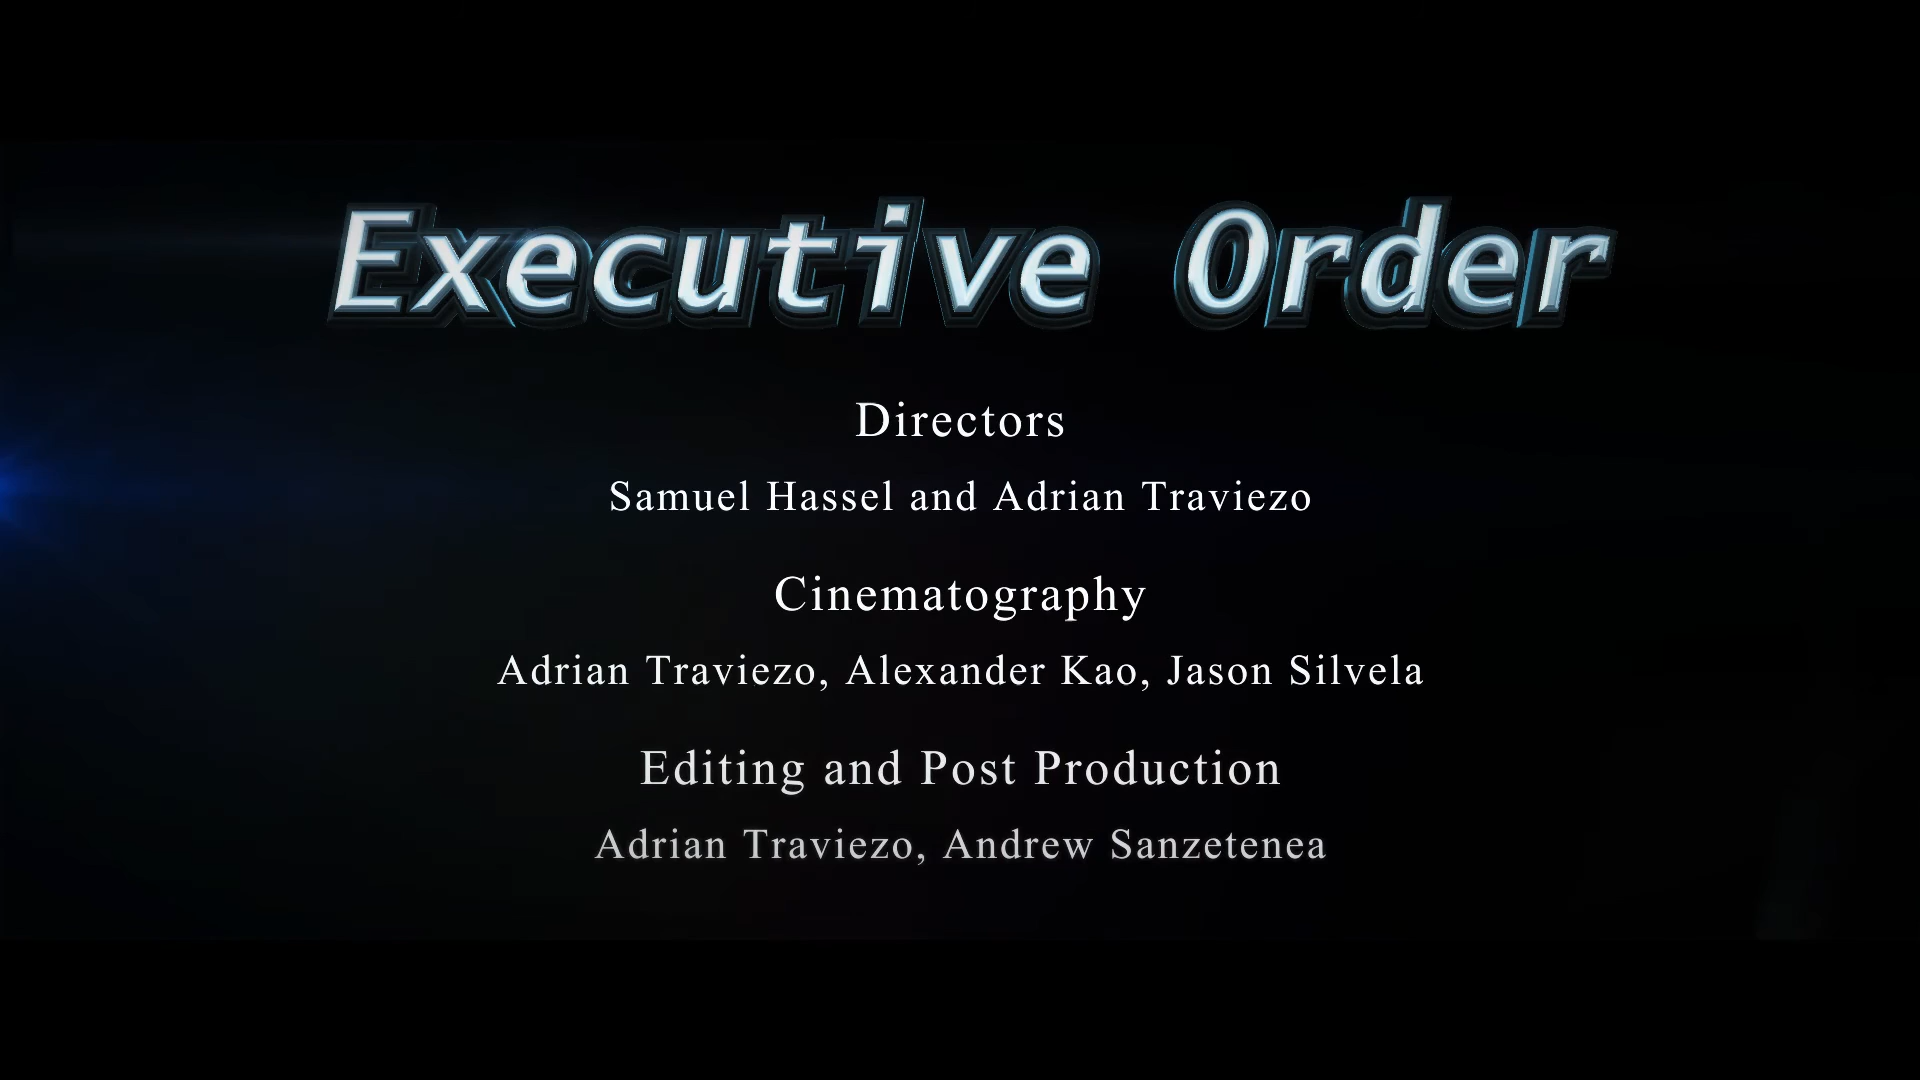 Executive Order
Directors
Samuel Hassel and Adrian Traviezo
Cinematography
Adrian Traviezo, Alexander Kao, Jason Silvela
Editing and Post Production
Adrian Traviezo, Andrew Sanzetenea